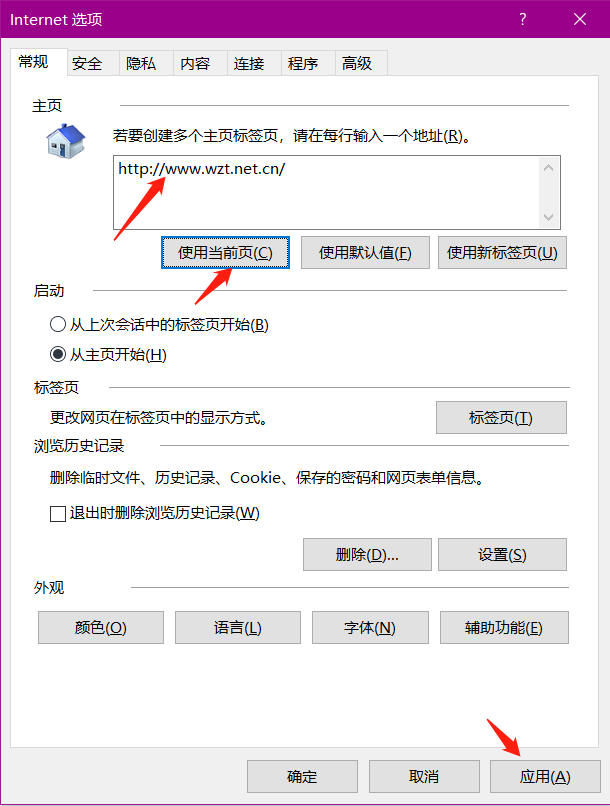 Internet 选项
?
常规 安全 隐私 内容 连接 程序 高级
主页
若要创建多个主页标签页，请在每行输入一个地址(R)。
http://www.wzt.net.cn/
使用当前页(C) 使用默认值(F) 使用新标签页(U)
启动
从上次会话中的标签页开始(B)
从主页开始(H)
标签页
更改网页在标签页中的显示方式。 标签页(T)
浏览历史记录
删除临时文件、历史记录、Cookie、保存的密码和网页表单信息。
退出时删除浏览历史记录(W)
删除(D)... 设置(S)
外观
颜色(O) 语言(L) 字体(N) 辅助功能(E)
确定 取消 应用(A)